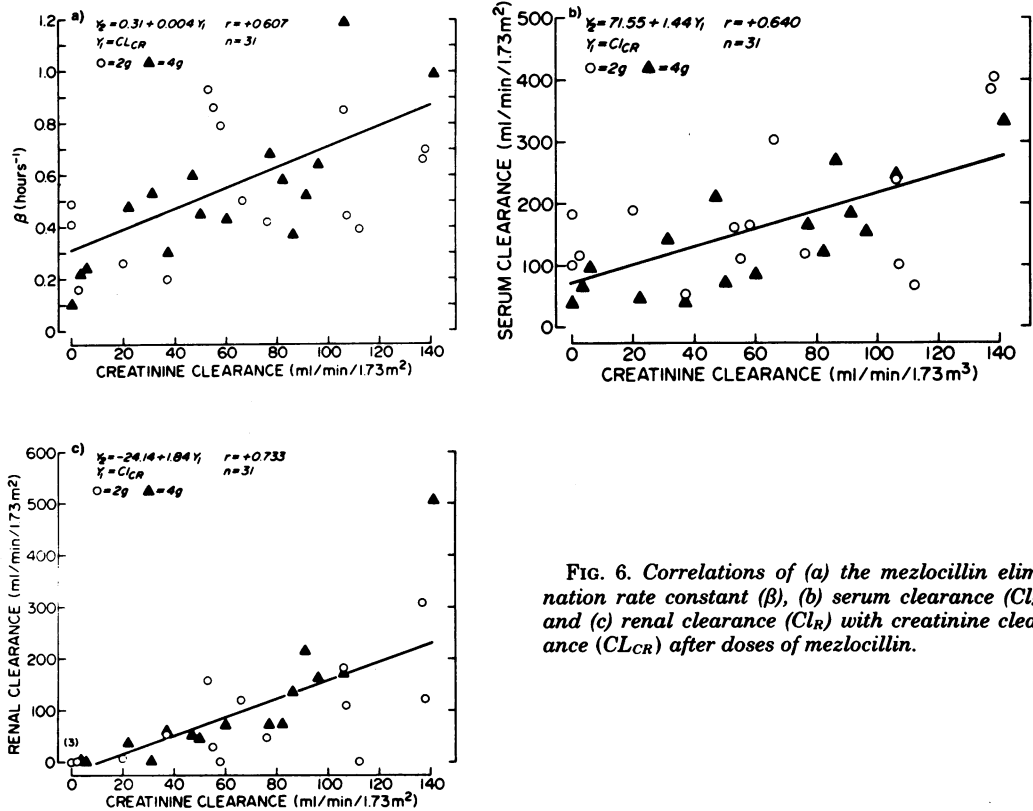 a)
Y₂=0.31+0.004Y₁ r=+0.607
Y₁=CL_CR n=31
○=2g ▲=4g
β (hours⁻¹)
1.2
1.0
0.8
0.6
0.4
0.2
0
0 20 40 60 80 100 120 140
CREATININE CLEARANCE (ml/min/1.73m²)
b)
Y₂=71.55+1.44Y₁ r=+0.640
Y₁=Cl_CR n=31
○=2g ▲=4g
SERUM CLEARANCE (ml/min/1.73m²)
500
400
300
200
100
0
0 20 40 60 80 100 120 140
CREATININE CLEARANCE (ml/min/1.73m³)
c)
Y₂=-24.14+1.84Y₁ r=+0.733
Y₁=Cl_CR n=31
○=2g ▲=4g
RENAL CLEARANCE (ml/min/1.73m²)
600
500
400
300
200
100
0
(3)
0 20 40 60 80 100 120 140
CREATININE CLEARANCE (ml/min/1.73m²)
FIG. 6. Correlations of (a) the mezlocillin elim
nation rate constant (β), (b) serum clearance (Cl
and (c) renal clearance (Cl_R) with creatinine clea
ance (CL_CR) after doses of mezlocillin.